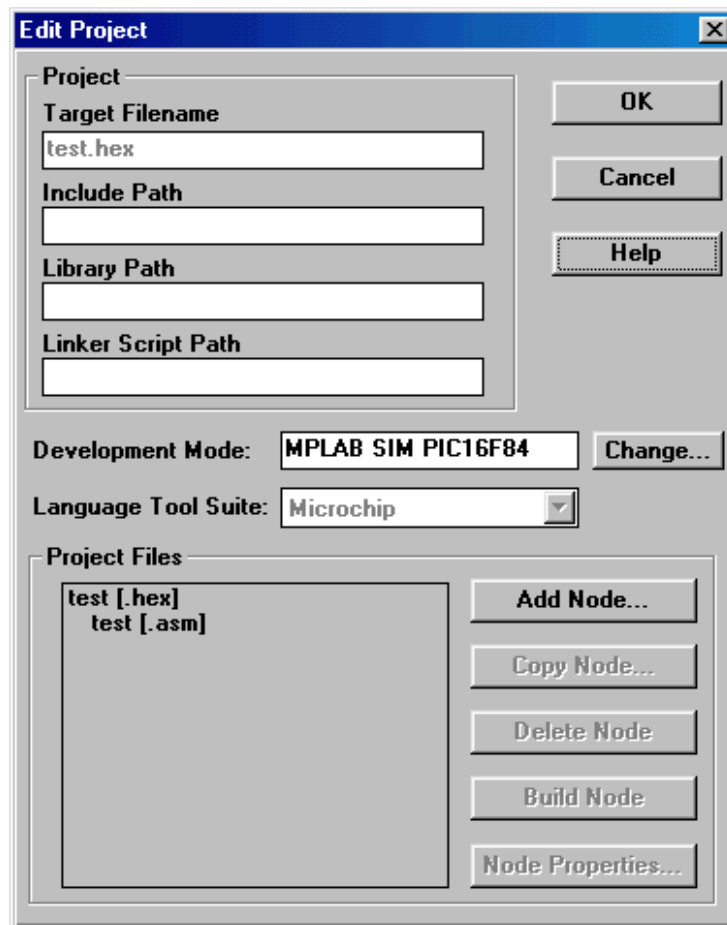 Edit Project
Project
Target Filename
test.hex
Include Path
Library Path
Linker Script Path
OK
Cancel
Help
Development Mode: MPLAB SIM PIC16F84 Change...
Language Tool Suite: Microchip
Project Files
test [.hex]
test [.asm]
Add Node...
Copy Node...
Delete Node
Build Node
Node Properties...